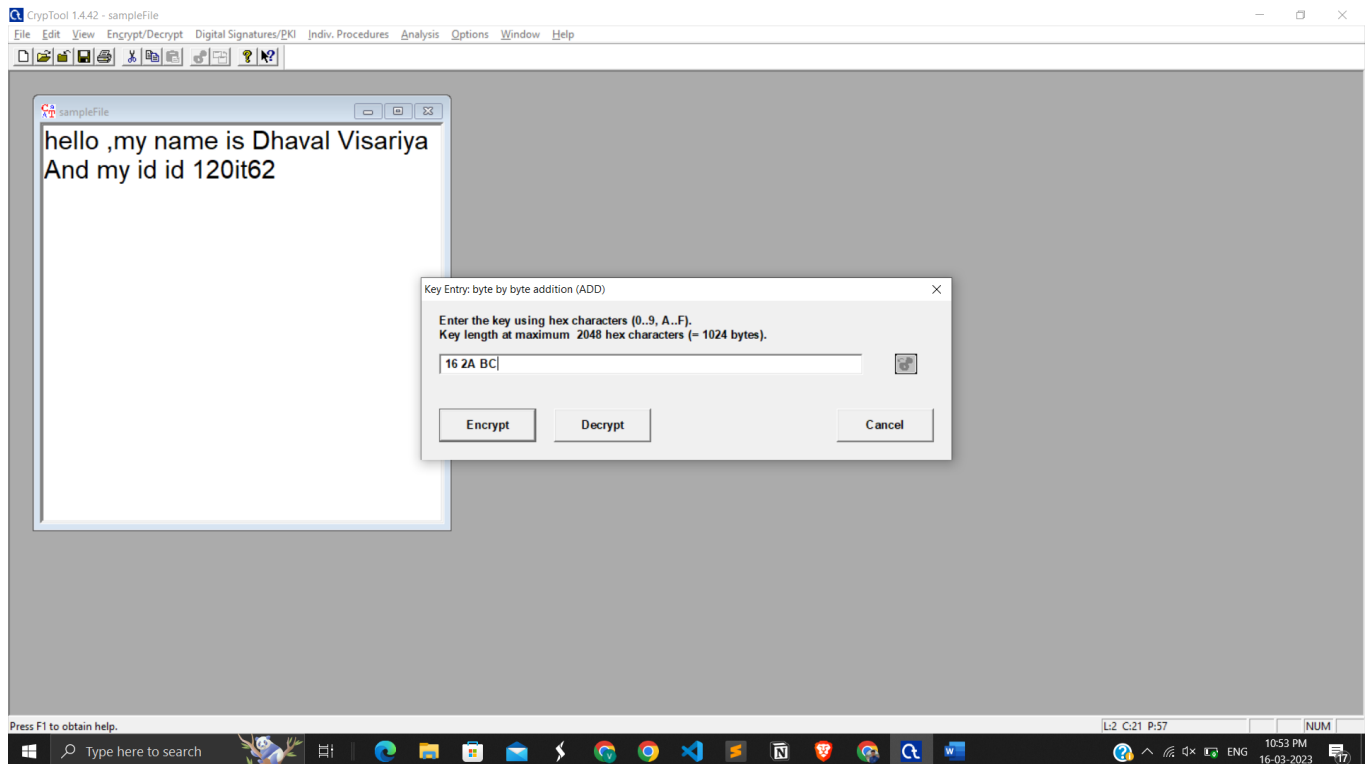 CrypTool 1.4.42 - sampleFile
File Edit View Encrypt/Decrypt Digital Signatures/PKI Indiv. Procedures Analysis Options Window Help
sampleFile
hello ,my name is Dhaval Visariya
And my id id 120it62
Key Entry: byte by byte addition (ADD)
Enter the key using hex characters (0..9, A..F).
Key length at maximum 2048 hex characters (= 1024 bytes).
16 2A BC
Encrypt Decrypt Cancel
Press F1 to obtain help.
L:2 C:21 P:57
NUM
Type here to search
ENG
10:53 PM
16-03-2023
17